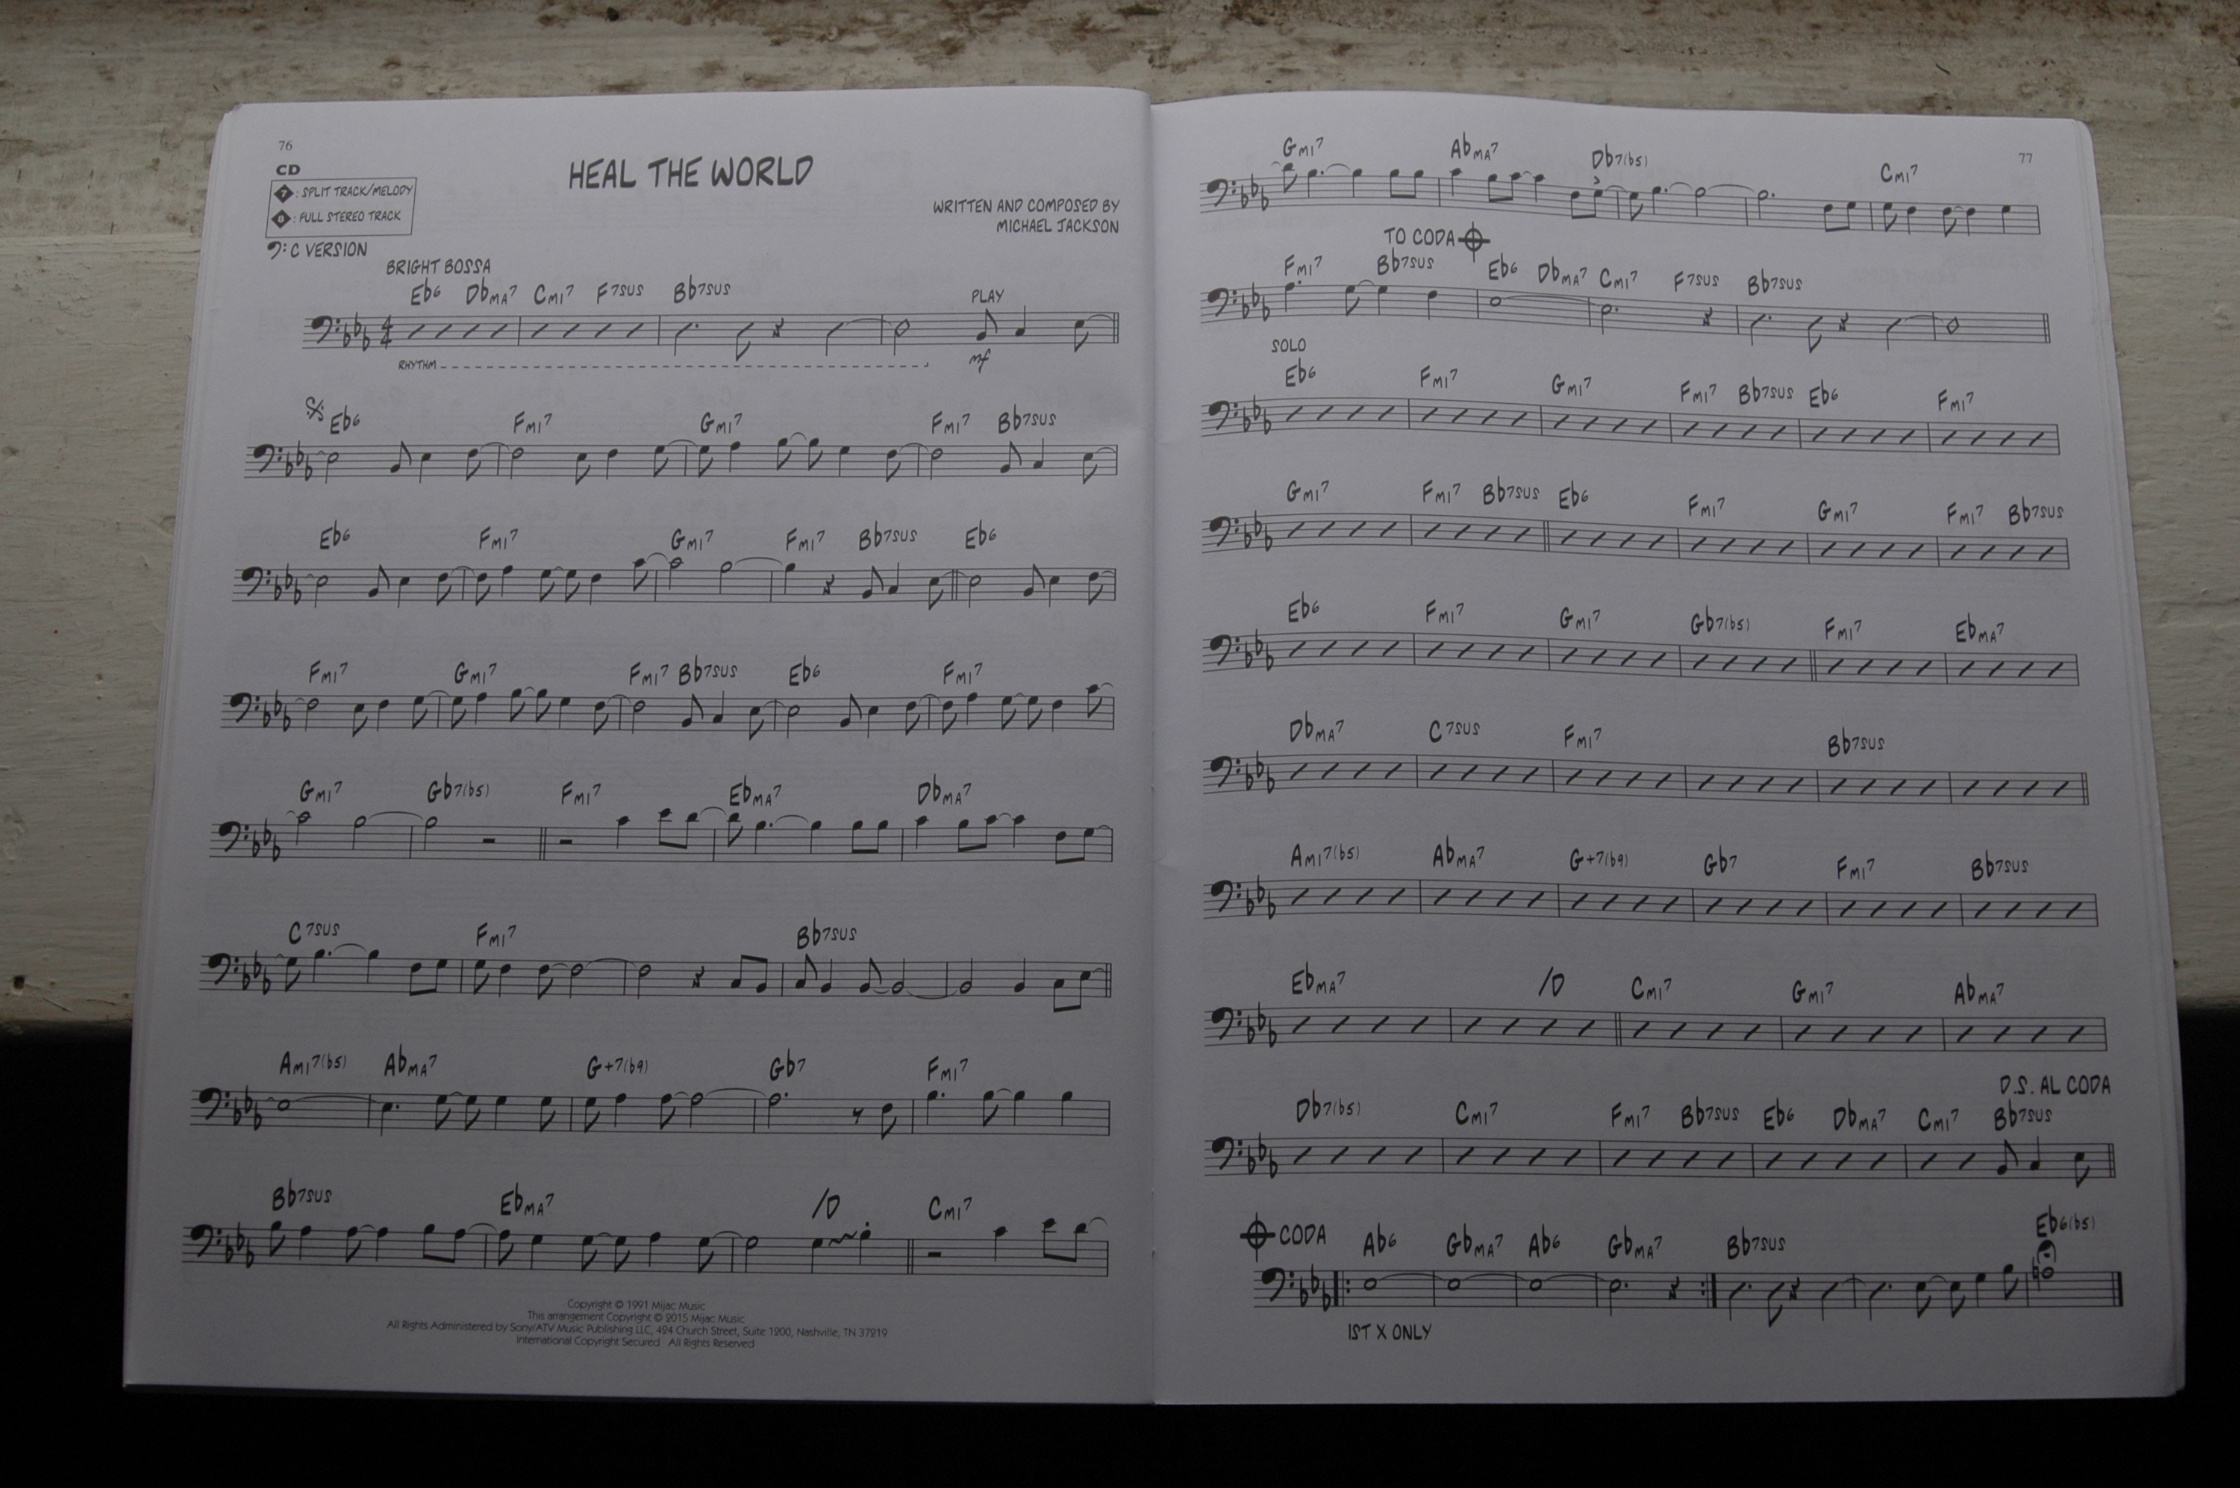 76
CD
7: SPLIT TRACK/MELODY
8: FULL STEREO TRACK
HEAL THE WORLD
WRITTEN AND COMPOSED BY
MICHAEL JACKSON
C VERSION
BRIGHT BOSSA
Eb6 DbMA7 CMI7 F7SUS Bb7SUS PLAY
RHYTHM mf
Eb6 FMI7 GMI7 FMI7 Bb7SUS
Eb6 FMI7 GMI7 FMI7 Bb7SUS Eb6
FMI7 GMI7 FMI7 Bb7SUS Eb6 FMI7
GMI7 Gb7(b5) FMI7 EbMA7 DbMA7
C7SUS FMI7 Bb7SUS
AMI7(b5) AbMA7 G+7(b9) Gb7 FMI7
Bb7SUS EbMA7 /D CMI7
Copyright © 1991 Mijac Music
This arrangement Copyright © 2015 Mijac Music
All Rights Administered by Sony/ATV Music Publishing LLC, 424 Church Street, Suite 1200, Nashville, TN 37219
International Copyright Secured All Rights Reserved
77
GMI7 AbMA7 Db7(b5) CMI7
TO CODA
FMI7 Bb7SUS Eb6 DbMA7 CMI7 F7SUS Bb7SUS
SOLO
Eb6 FMI7 GMI7 FMI7 Bb7SUS Eb6 FMI7
GMI7 FMI7 Bb7SUS Eb6 FMI7 GMI7 FMI7 Bb7SUS
Eb6 FMI7 GMI7 Gb7(b5) FMI7 EbMA7
DbMA7 C7SUS FMI7 Bb7SUS
AMI7(b5) AbMA7 G+7(b9) Gb7 FMI7 Bb7SUS
EbMA7 /D CMI7 GMI7 AbMA7
D.S. AL CODA
Db7(b5) CMI7 FMI7 Bb7SUS Eb6 DbMA7 CMI7 Bb7SUS
CODA Ab6 GbMA7 Ab6 GbMA7 Bb7SUS Eb6(b5)
1ST X ONLY